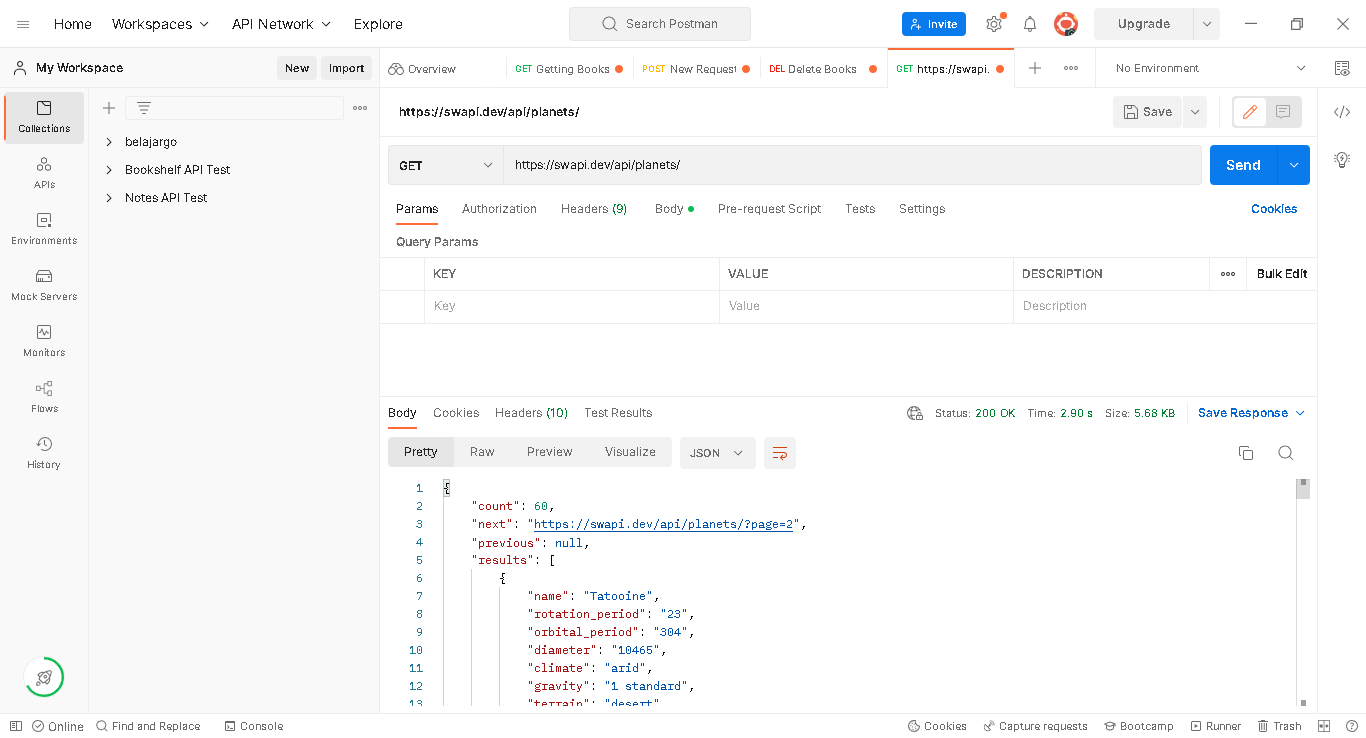 Home Workspaces API Network Explore Search Postman Invite Upgrade
My Workspace New Import Overview GET Getting Books POST New Request DEL Delete Books GET https://swapi. No Environment
Collections
APIs
Environments
Mock Servers
Monitors
Flows
History
belajargo
Bookshelf API Test
Notes API Test
https://swapi.dev/api/planets/ Save
GET https://swapi.dev/api/planets/ Send
Params Authorization Headers (9) Body Pre-request Script Tests Settings Cookies
Query Params
KEY VALUE DESCRIPTION Bulk Edit
Key Value Description
Body Cookies Headers (10) Test Results Status: 200 OK Time: 2.90 s Size: 5.68 KB Save Response
Pretty Raw Preview Visualize JSON
1 {
2 "count": 60,
3 "next": "https://swapi.dev/api/planets/?page=2",
4 "previous": null,
5 "results": [
6 {
7 "name": "Tatooine",
8 "rotation_period": "23",
9 "orbital_period": "304",
10 "diameter": "10465",
11 "climate": "arid",
12 "gravity": "1 standard",
13 "terrain": "desert"
Online Find and Replace Console Cookies Capture requests Bootcamp Runner Trash